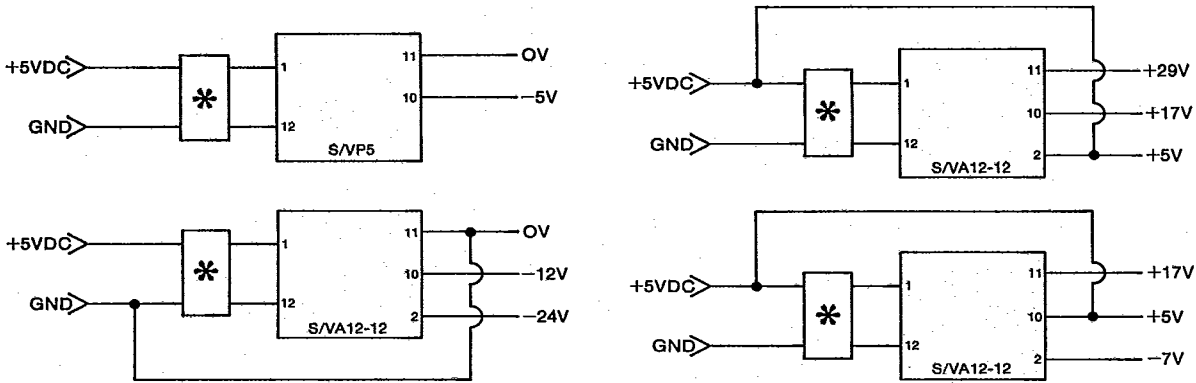 +5VDC
GND
*
1
12
11
10
S/VP5
0V
−5V
+5VDC
GND
*
1
12
11
10
2
S/VA12-12
+29V
+17V
+5V
+5VDC
GND
*
1
12
11
10
2
S/VA12-12
0V
−12V
−24V
+5VDC
GND
*
1
12
11
10
2
S/VA12-12
+17V
+5V
−7V